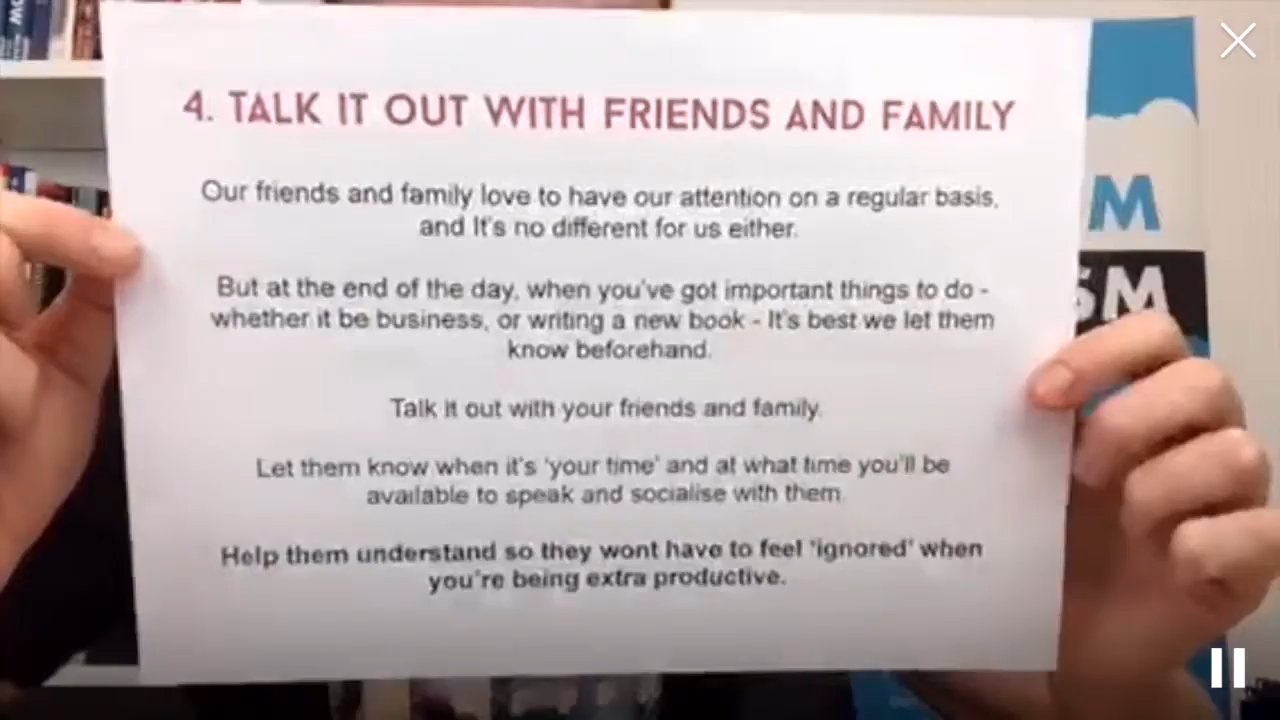 4. TALK IT OUT WITH FRIENDS AND FAMILY
Our friends and family love to have our attention on a regular basis,
and It's no different for us either.
But at the end of the day, when you've got important things to do -
whether it be business, or writing a new book - It's best we let them
know beforehand.
Talk it out with your friends and family.
Let them know when it's 'your time' and at what time you'll be
available to speak and socialise with them.
Help them understand so they wont have to feel 'ignored' when
you're being extra productive.
M
SM